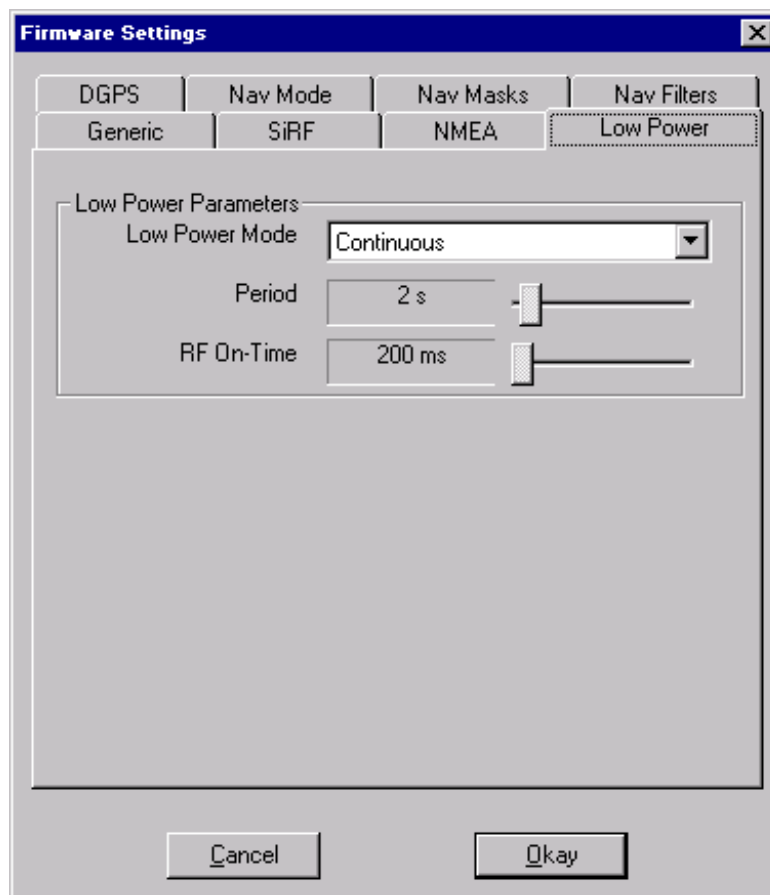 Firmware Settings
DGPS Nav Mode Nav Masks Nav Filters
Generic SiRF NMEA Low Power
Low Power Parameters
Low Power Mode Continuous
Period 2 s
RF On-Time 200 ms
Cancel Okay